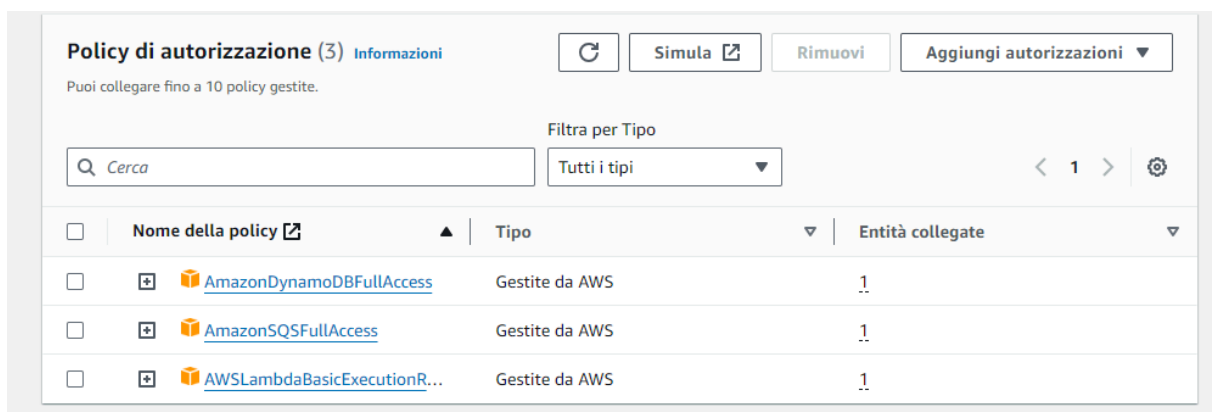 Policy di autorizzazione (3) Informazioni
Simula
Rimuovi
Aggiungi autorizzazioni
Puoi collegare fino a 10 policy gestite.
Filtra per Tipo
Cerca
Tutti i tipi
1
Nome della policy
Tipo
Entità collegate
AmazonDynamoDBFullAccess Gestite da AWS 1
AmazonSQSFullAccess Gestite da AWS 1
AWSLambdaBasicExecutionR... Gestite da AWS 1